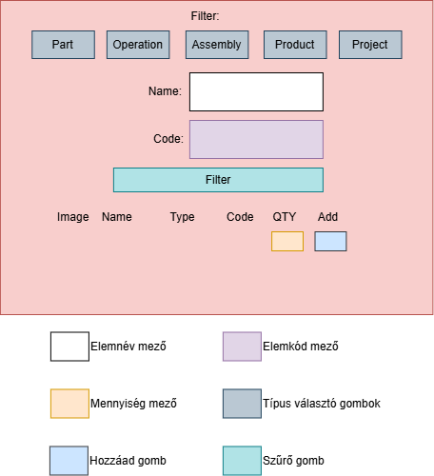 Filter:
Part Operation Assembly Product Project
Name:
Code:
Filter
Image Name Type Code QTY Add
Elemnév mező Elemkód mező
Mennyiség mező Típus választó gombok
Hozzáad gomb Szűrő gomb